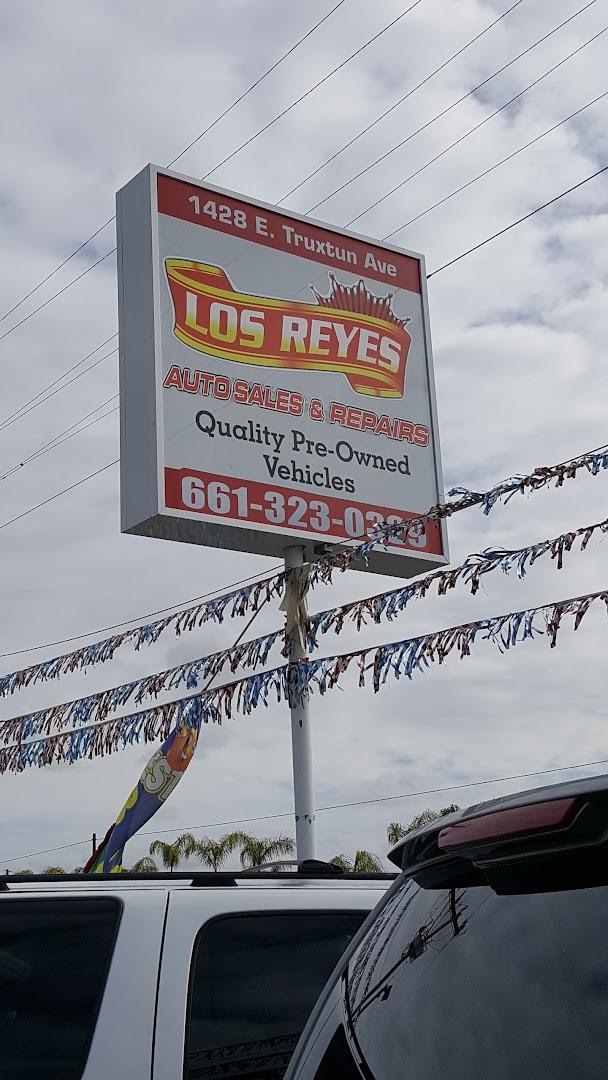 1428 E. Truxtun Ave
LOS REYES
AUTO SALES & REPAIRS
Quality Pre-Owned
Vehicles